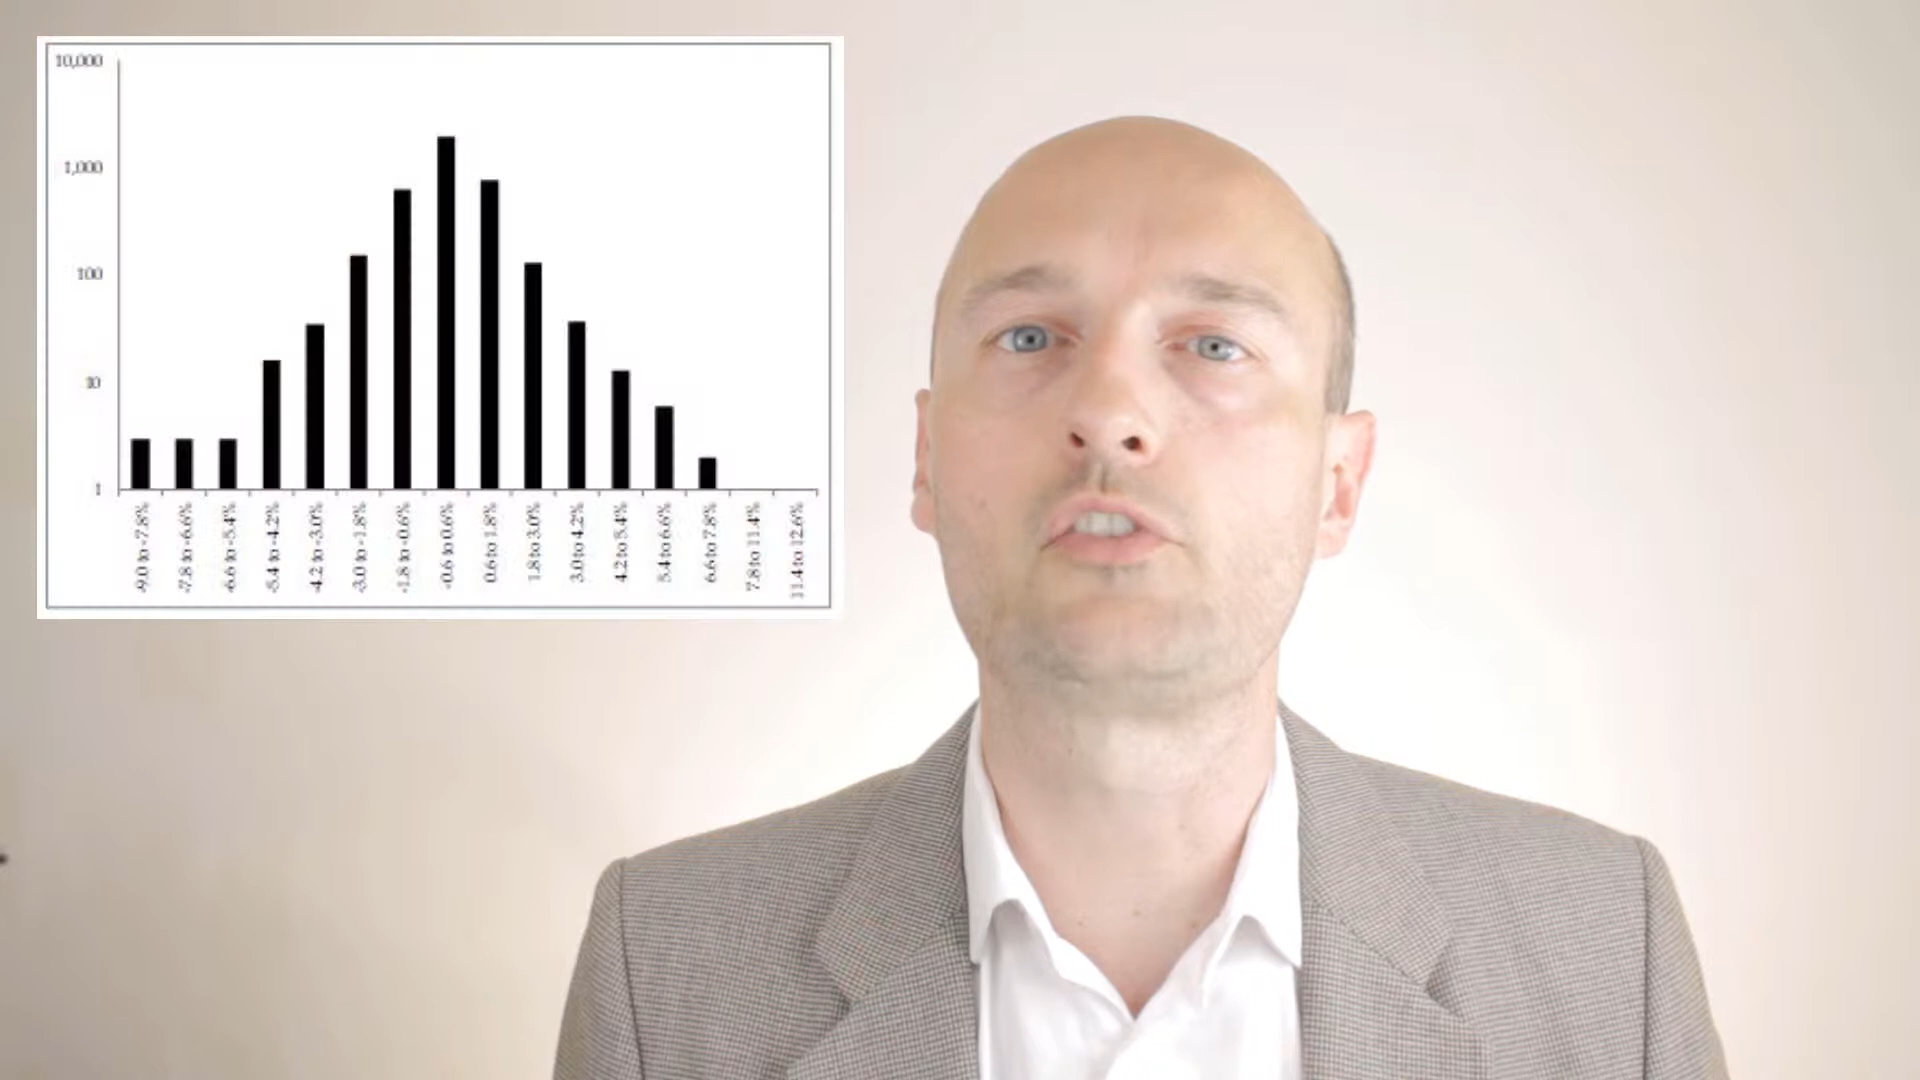 10,000
1,000
100
10
1
-9.0 to -7.8%
-7.8 to -6.6%
-6.6 to -5.4%
-5.4 to -4.2%
-4.2 to -3.0%
-3.0 to -1.8%
-1.8 to -0.6%
-0.6 to 0.6%
0.6 to 1.8%
1.8 to 3.0%
3.0 to 4.2%
4.2 to 5.4%
5.4 to 6.6%
6.6 to 7.8%
7.8 to 11.4%
11.4 to 12.6%